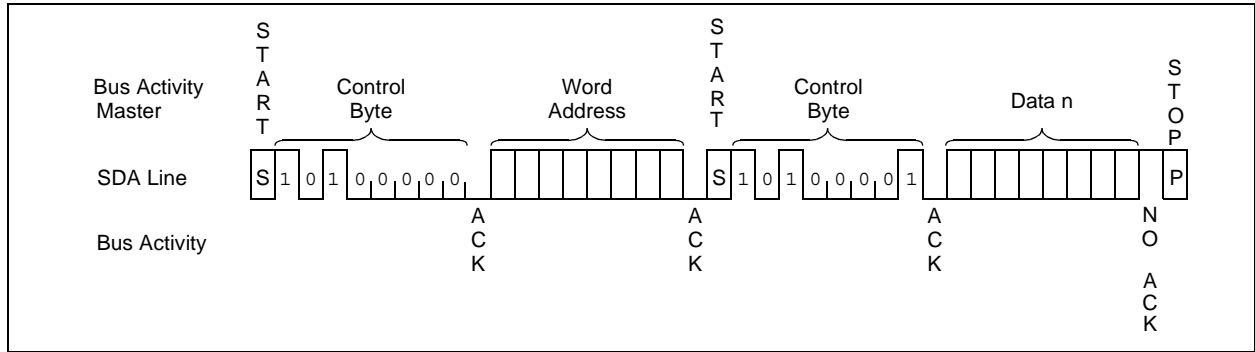 START
START
STOP
Bus Activity
Master
Control
Byte
Word
Address
Control
Byte
Data n
SDA Line
S 1 0 1 0 0 0 0 0 S 1 0 1 0 0 0 0 1 P
Bus Activity
ACK
ACK
ACK
NO ACK